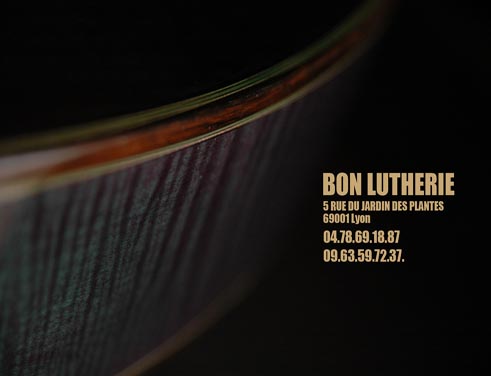 BON LUTHERIE
5 RUE DU JARDIN DES PLANTES
69001 Lyon
04.78.69.18.87
09.63.59.72.37.